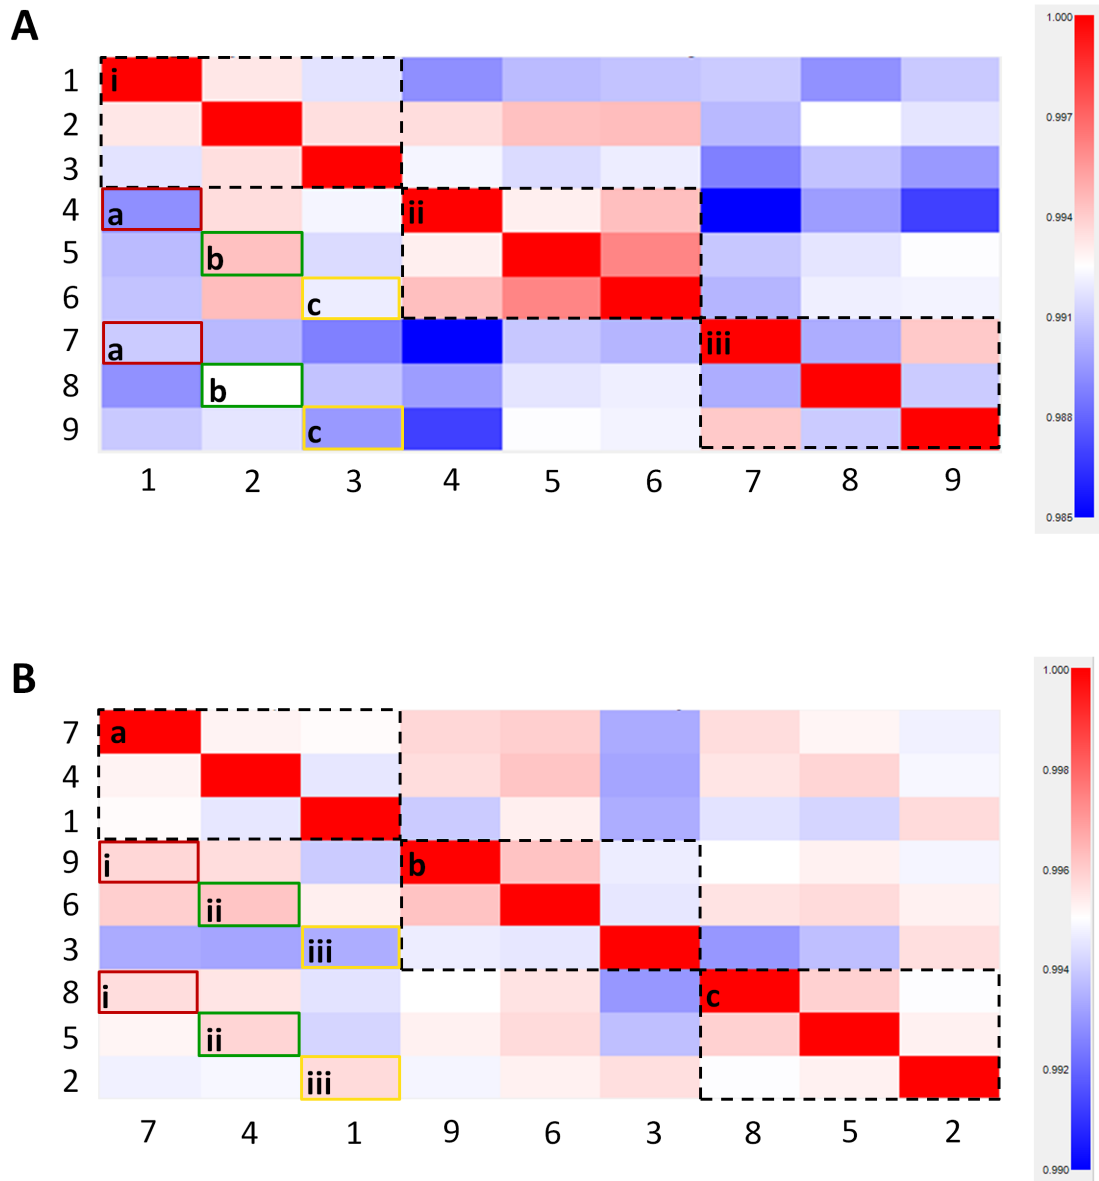 A
1.000
1 i
2
0.997
3
4 a ii
0.994
5 b
6 c
0.991
7 a iii
8 b
0.988
9 c
1 2 3 4 5 6 7 8 9
0.985
B
1.000
7 a
4
0.998
1
9 i b
0.996
6 ii
3 iii
0.994
8 i c
5 ii
0.992
2 iii
7 4 1 9 6 3 8 5 2
0.990